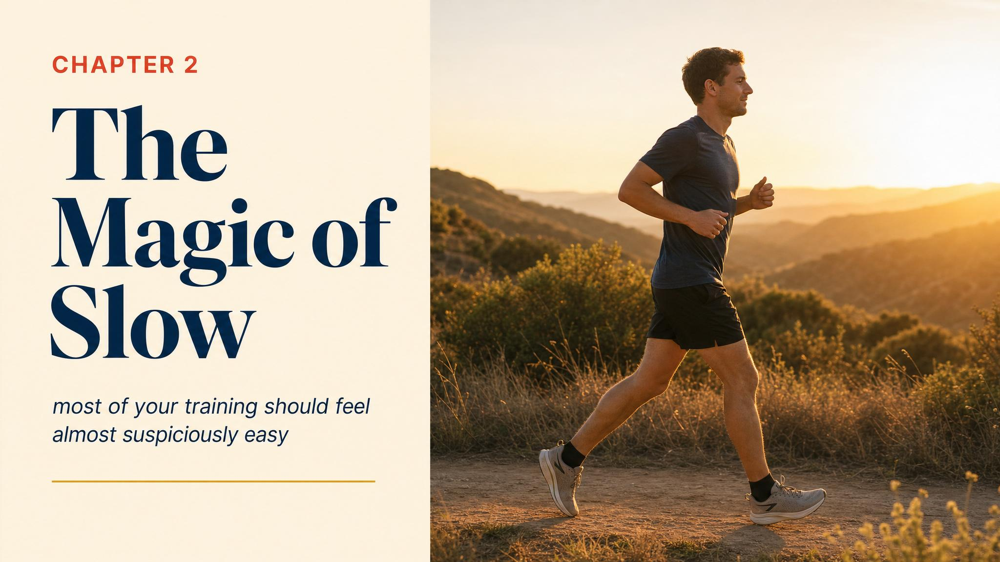 CHAPTER 2
The
Magic of
Slow
most of your training should feel
almost suspiciously easy